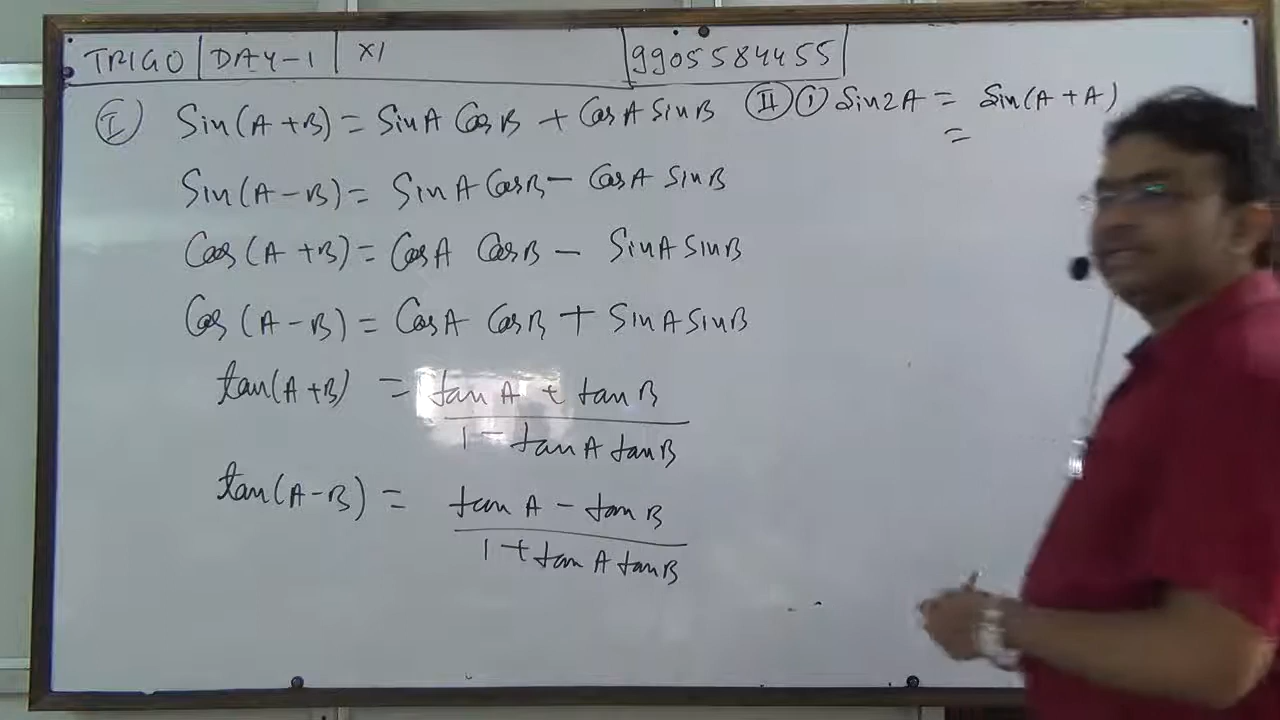 TRIGO | DAY-1 | XI
9905584455
(I) Sin(A+B) = SinA CosB + CosA SinB
Sin(A-B) = SinA CosB - CosA SinB
Cos(A+B) = CosA CosB - SinA SinB
Cos(A-B) = CosA CosB + SinA SinB
tan(A+B) = tanA + tanB
1 - tanA tanB
tan(A-B) = tanA - tanB
1 + tanA tanB
(II) (I) Sin2A = Sin(A+A)
=